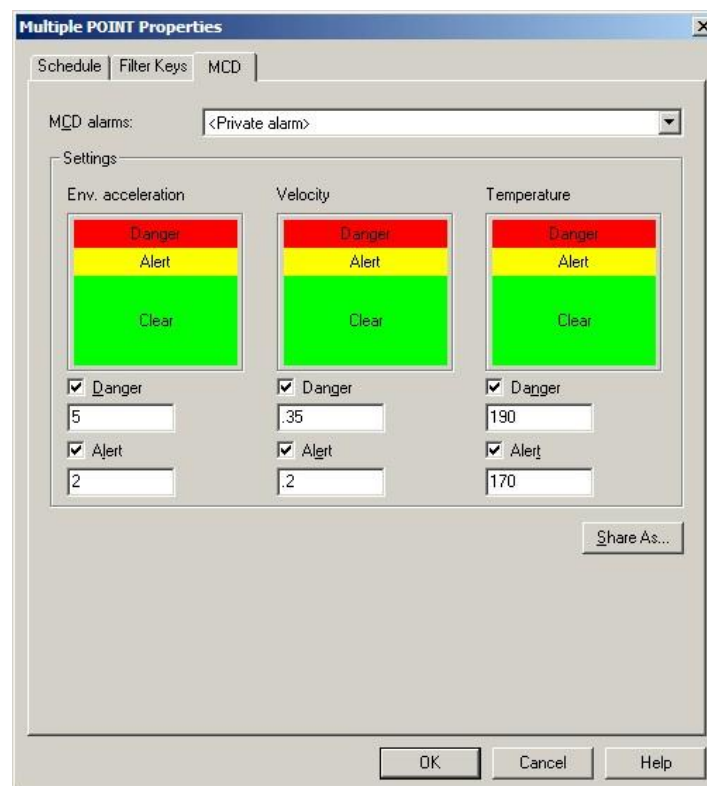 Multiple POINT Properties
Schedule Filter Keys MCD
MCD alarms: <Private alarm>
Settings
Env. acceleration Velocity Temperature
Danger Danger Danger
Alert Alert Alert
Clear Clear Clear
Danger Danger Danger
5 .35 190
Alert Alert Alert
2 .2 170
Share As...
OK Cancel Help